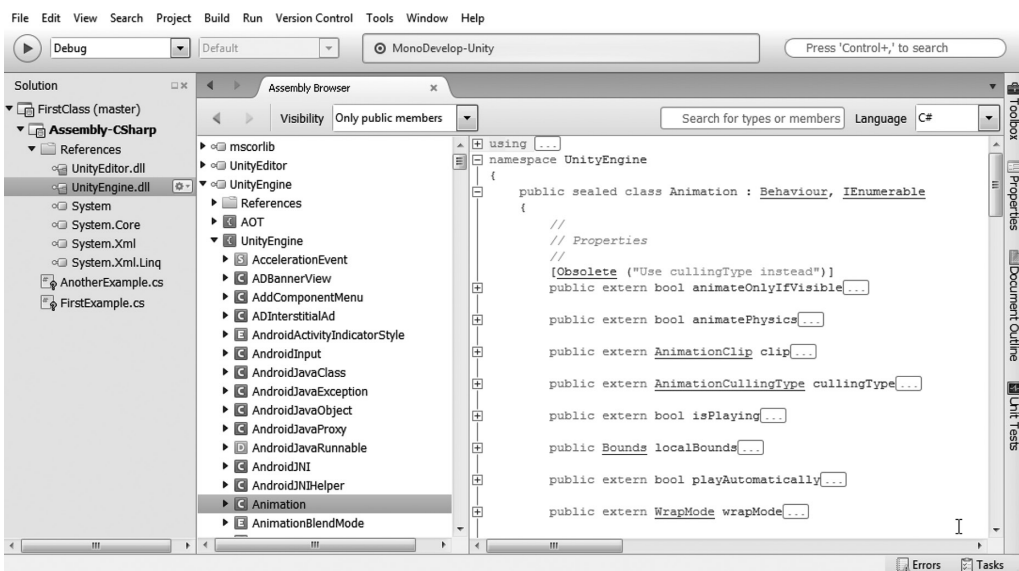 File Edit View Search Project Build Run Version Control Tools Window Help
Debug
Default
MonoDevelop-Unity
Press 'Control+,' to search
Solution
FirstClass (master)
Assembly-CSharp
References
UnityEditor.dll
UnityEngine.dll
System
System.Core
System.Xml
System.Xml.Linq
AnotherExample.cs
FirstExample.cs
Assembly Browser
Visibility Only public members
Search for types or members Language C#
mscorlib
UnityEditor
UnityEngine
References
AOT
UnityEngine
S AccelerationEvent
C ADBannerView
C AddComponentMenu
C ADInterstitialAd
E AndroidActivityIndicatorStyle
C AndroidInput
C AndroidJavaClass
C AndroidJavaException
C AndroidJavaObject
C AndroidJavaProxy
D AndroidJavaRunnable
C AndroidJNI
C AndroidJNIHelper
C Animation
E AnimationBlendMode
using ...
namespace UnityEngine
{
public sealed class Animation : Behaviour, IEnumerable
{
//
// Properties
//
[Obsolete ("Use cullingType instead")]
public extern bool animateOnlyIfVisible...
public extern bool animatePhysics...
public extern AnimationClip clip...
public extern AnimationCullingType cullingType...
public extern bool isPlaying...
public Bounds localBounds...
public extern bool playAutomatically...
public extern WrapMode wrapMode...
Toolbox
Properties
Document Outline
Unit Tests
Errors Tasks